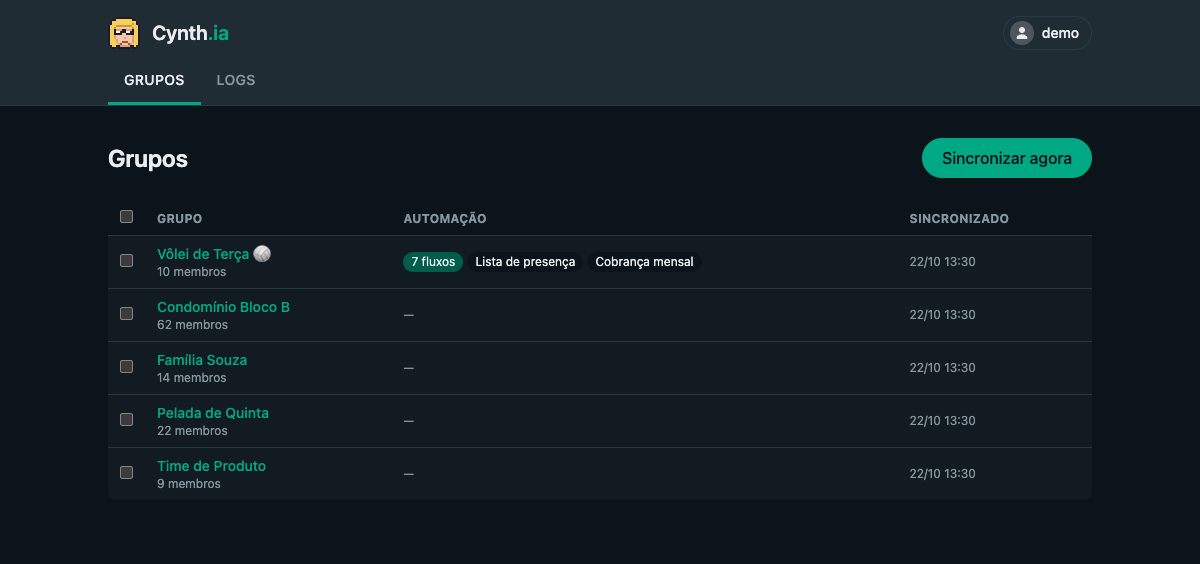 Cynth.ia
demo
GRUPOS LOGS
Grupos
Sincronizar agora
GRUPO AUTOMAÇÃO SINCRONIZADO
Vôlei de Terça 🏐
10 membros
7 fluxos Lista de presença Cobrança mensal
22/10 13:30
Condomínio Bloco B
62 membros
—
22/10 13:30
Família Souza
14 membros
—
22/10 13:30
Pelada de Quinta
22 membros
—
22/10 13:30
Time de Produto
9 membros
—
22/10 13:30